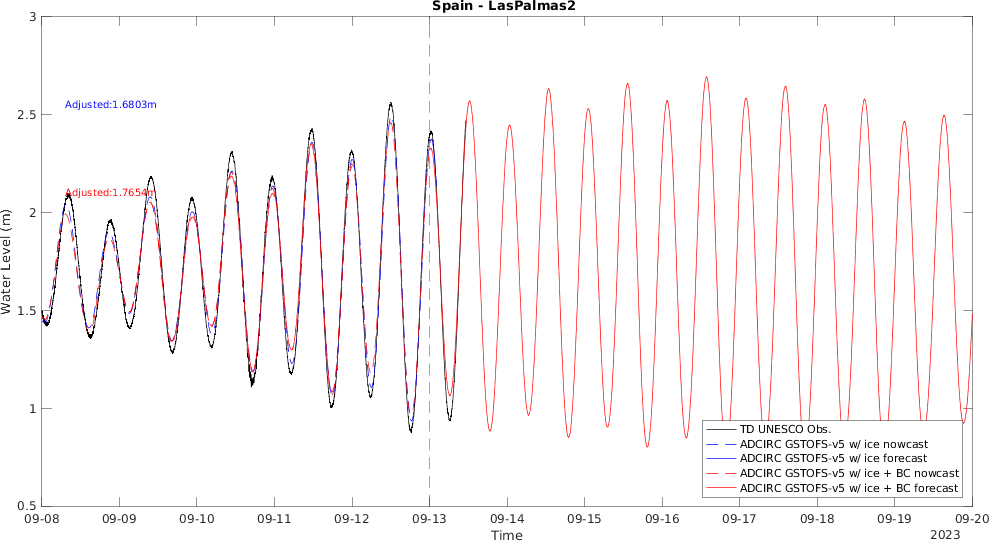 Spain - LasPalmas2
3
2.5
2
1.5
1
0.5
Water Level (m)
Adjusted:1.6803m
Adjusted:1.7654m
TD UNESCO Obs.
ADCIRC GSTOFS-v5 w/ ice nowcast
ADCIRC GSTOFS-v5 w/ ice forecast
ADCIRC GSTOFS-v5 w/ ice + BC nowcast
ADCIRC GSTOFS-v5 w/ ice + BC forecast
09-08 09-09 09-10 09-11 09-12 09-13 09-14 09-15 09-16 09-17 09-18 09-19 09-20
Time
2023